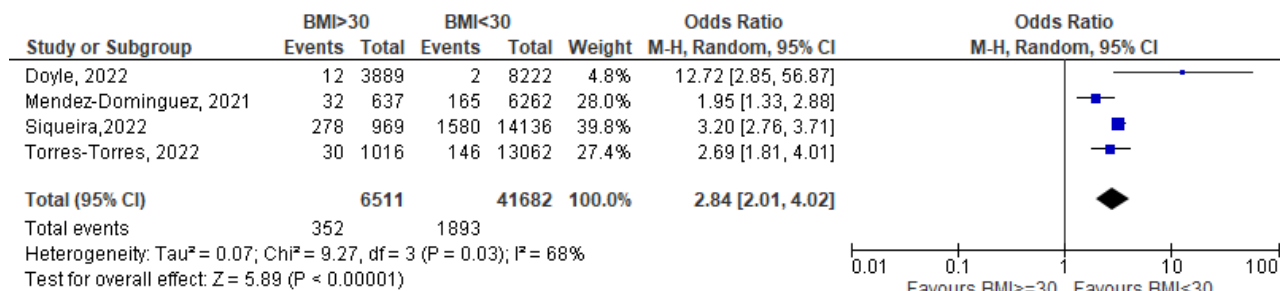 BMI>30 BMI<30 Odds Ratio Odds Ratio
Study or Subgroup Events Total Events Total Weight M-H, Random, 95% CI M-H, Random, 95% CI
Doyle, 2022 12 3889 2 8222 4.8% 12.72 [2.85, 56.87]
Mendez-Dominguez, 2021 32 637 165 6262 28.0% 1.95 [1.33, 2.88]
Siqueira,2022 278 969 1580 14136 39.8% 3.20 [2.76, 3.71]
Torres-Torres, 2022 30 1016 146 13062 27.4% 2.69 [1.81, 4.01]
Total (95% CI) 6511 41682 100.0% 2.84 [2.01, 4.02]
Total events 352 1893
Heterogeneity: Tau² = 0.07; Chi² = 9.27, df = 3 (P = 0.03); I² = 68%
Test for overall effect: Z = 5.89 (P < 0.00001)
0.01 0.1 1 10 100
Favours BMI>=30 Favours BMI<30